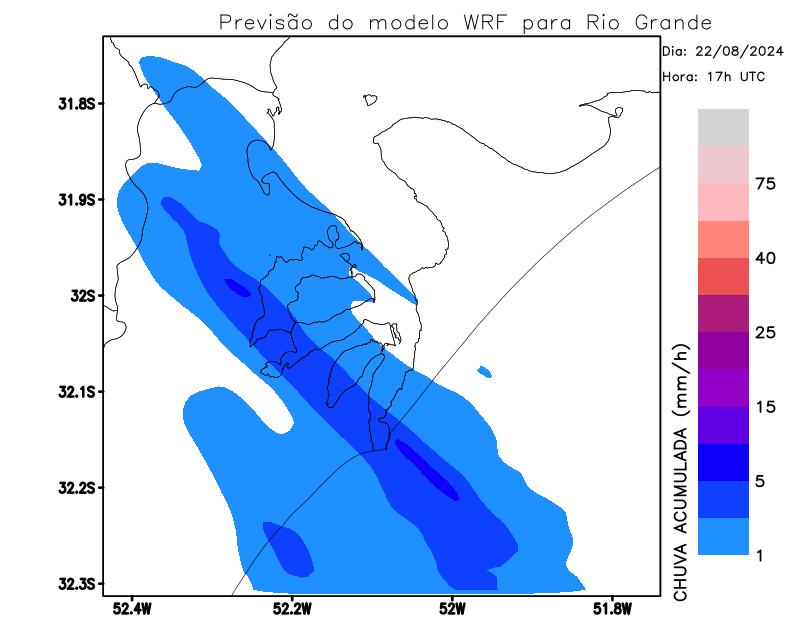 Previsão do modelo WRF para Rio Grande
Dia: 22/08/2024
Hora: 17h UTC
31.8S
31.9S
32S
32.1S
32.2S
32.3S
52.4W
52.2W
52W
51.8W
75
40
25
15
5
1
CHUVA ACUMULADA (mm/h)